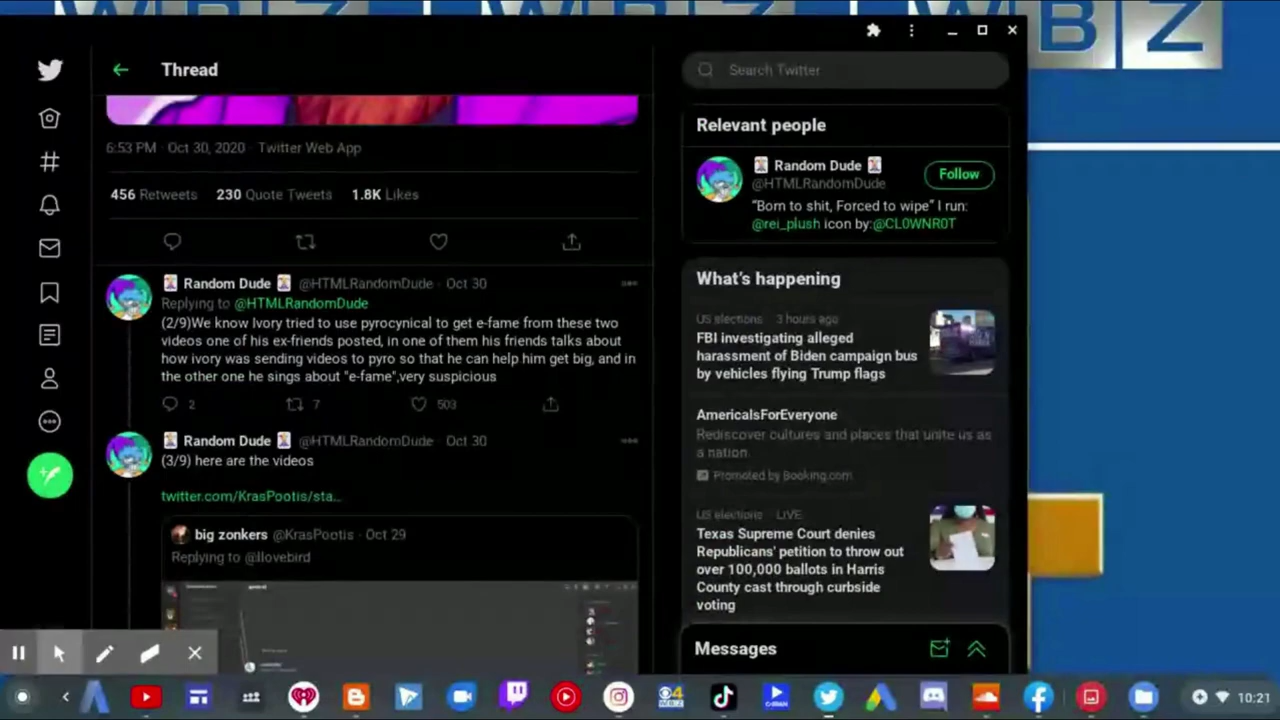 WBZ WBZ WBZ
Thread
Search Twitter
6:53 PM · Oct 30, 2020 · Twitter Web App
456 Retweets 230 Quote Tweets 1.8K Likes
Random Dude @HTMLRandomDude · Oct 30
Replying to @HTMLRandomDude
(2/9)We know Ivory tried to use pyrocynical to get e-fame from these two
videos one of his ex-friends posted, in one of them his friends talks about
how ivory was sending videos to pyro so that he can help him get big, and in
the other one he sings about "e-fame",very suspicious
2 7 503
Random Dude @HTMLRandomDude · Oct 30
(3/9) here are the videos
twitter.com/KrasPootis/sta…
big zonkers @KrasPootis · Oct 29
Replying to @llovebird
Relevant people
Random Dude
@HTMLRandomDude
Follow
“Born to shit, Forced to wipe” I run:
@rei_plush icon by:@CL0WNR0T
What's happening
US elections · 3 hours ago
FBI investigating alleged
harassment of Biden campaign bus
by vehicles flying Trump flags
AmericaIsForEveryone
Rediscover cultures and places that unite us as
a nation
Promoted by Booking.com
US elections · LIVE
Texas Supreme Court denies
Republicans' petition to throw out
over 100,000 ballots in Harris
County cast through curbside
voting
Messages
10:21